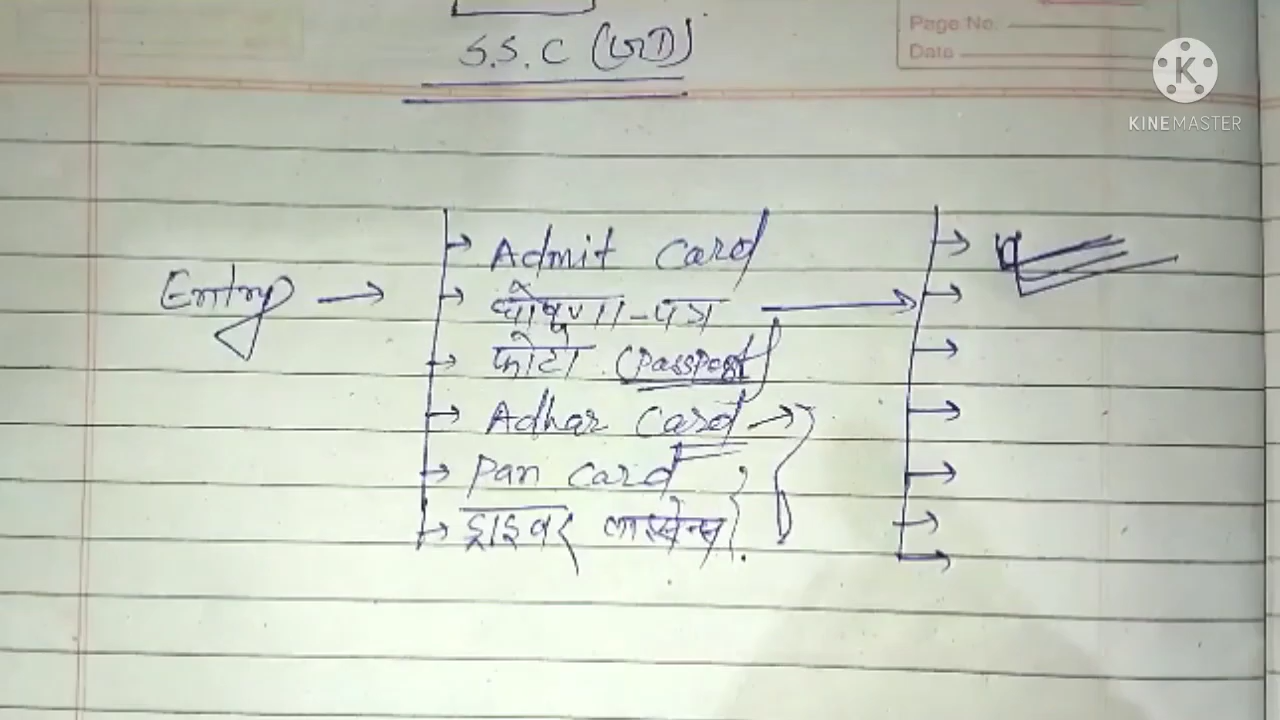 Page No.
Date
KINEMASTER
S.S.C (GD)
Entry
Admit Card
घोषणा-पत्र
फोटो (Passport)
Adhar Card
Pan Card
ड्राइवर लाइसेन्स